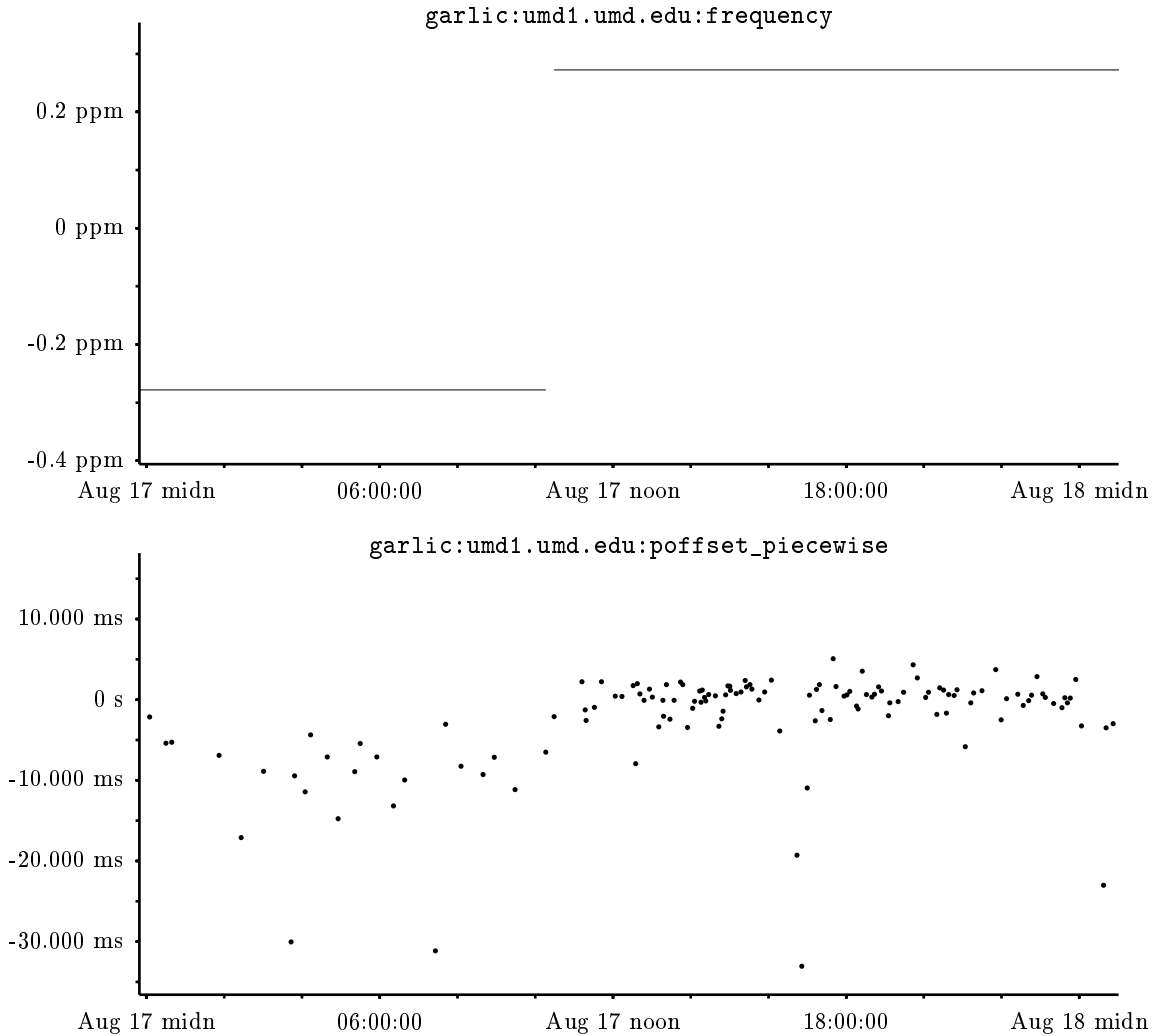 garlic:umd1.umd.edu:frequency
0.2 ppm
0 ppm
-0.2 ppm
-0.4 ppm
Aug 17 midn 06:00:00 Aug 17 noon 18:00:00 Aug 18 midn
garlic:umd1.umd.edu:poffset_piecewise
10.000 ms
0 s
-10.000 ms
-20.000 ms
-30.000 ms
Aug 17 midn 06:00:00 Aug 17 noon 18:00:00 Aug 18 midn